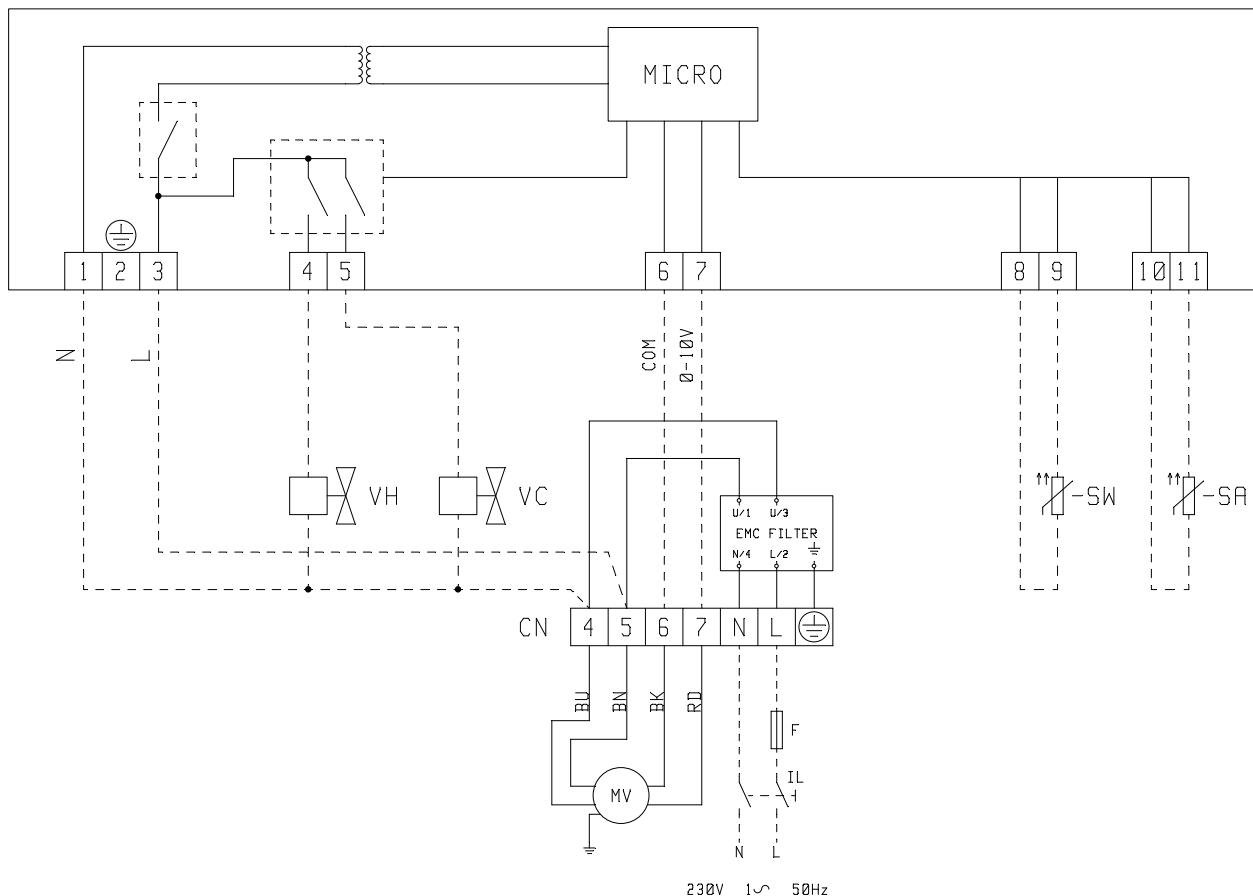 MICRO
1 2 3 4 5 6 7 8 9 10 11
N L COM 0-10V
VH VC SW SA
U/1 U/3
EMC FILTER
N/4 L/2
CN 4 5 6 7 N L
BU BN BK RD
F
IL
MV
N L
230V 1~ 50Hz